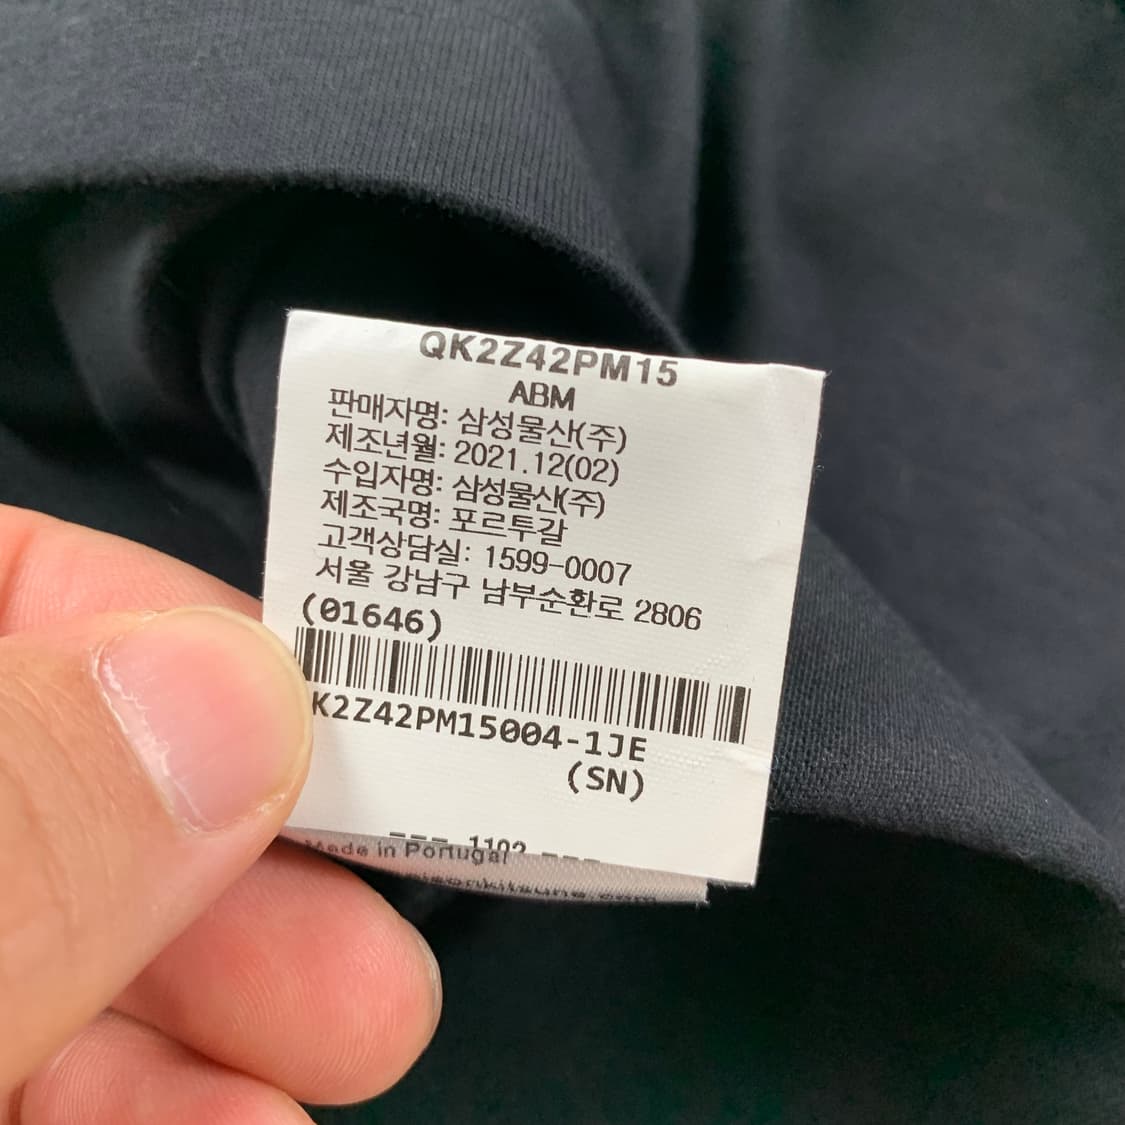 QK2Z42PM15
ABM
판매자명: 삼성물산(주)
제조년월: 2021.12(02)
수입자명: 삼성물산(주)
제조국명: 포르투갈
고객상담실: 1599-0007
서울 강남구 남부순환로 2806
(01646)
K2Z42PM15004-1JE
(SN)
--- 1102 ---
Made in Portugal